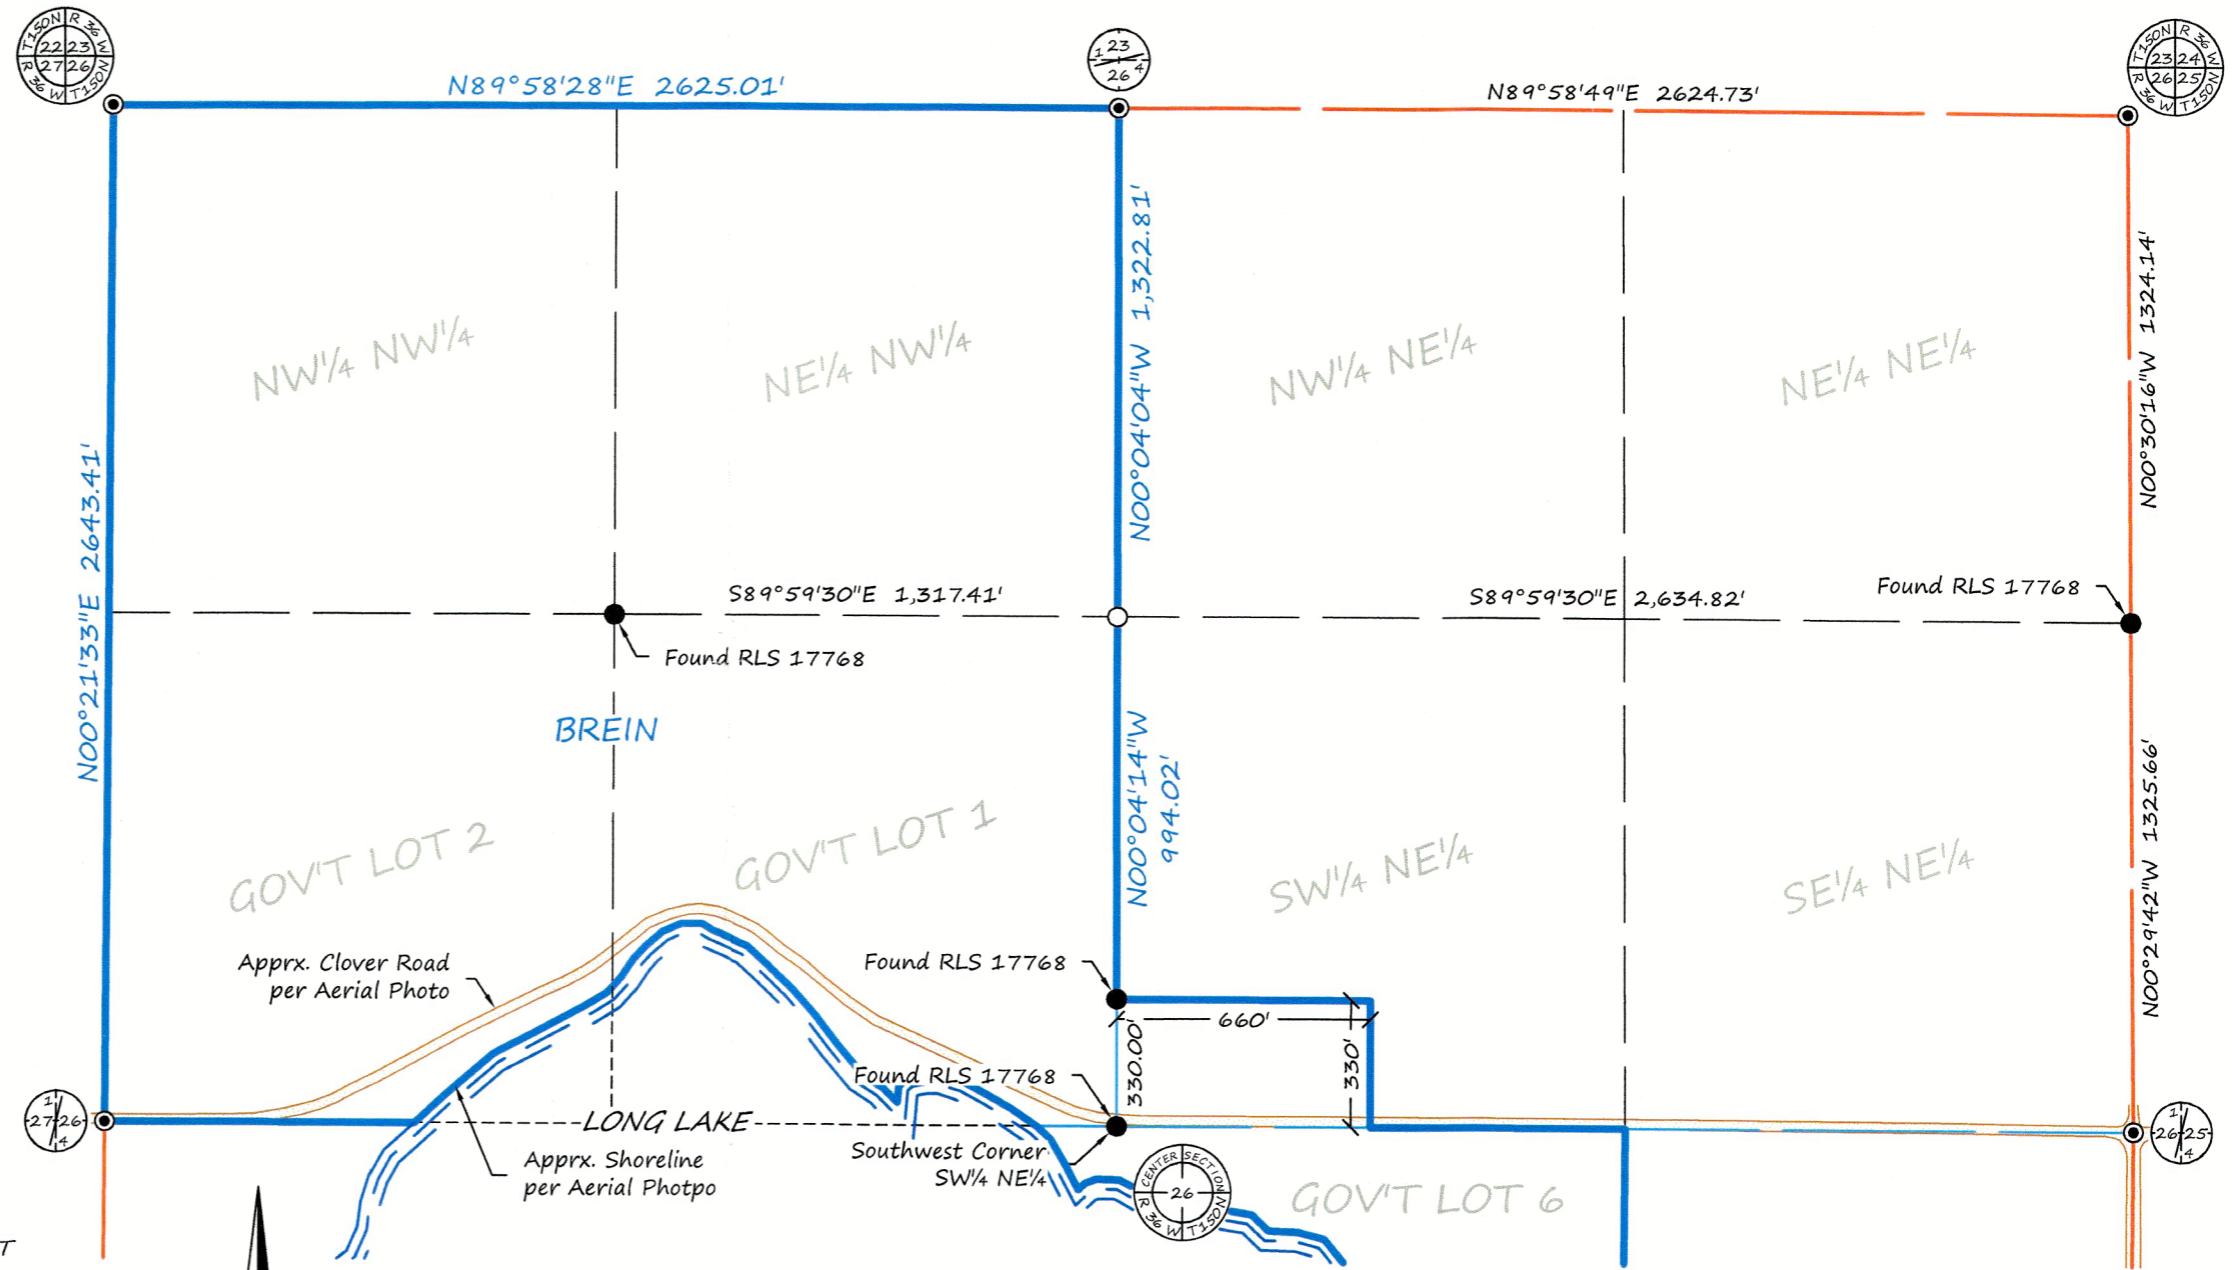 T150N R 36 W
22 23
27 26
R 36 W T150N
1 23
26 4
T150N R 36 W
23 24
26 25
R 36 W T150N
N89°58'28"E 2625.01'
N89°58'49"E 2624.73'
N00°04'04"W 1,322.81'
N00°30'16"W 1324.14'
NW¼ NW¼
NE¼ NW¼
NW¼ NE¼
NE¼ NE¼
N00°21'33"E 2643.41'
S89°59'30"E 1,317.41'
S89°59'30"E 2,634.82'
Found RLS 17768
Found RLS 17768
BREIN
N00°04'14"W
994.02'
N00°29'42"W 1325.66'
GOV'T LOT 2
GOV'T LOT 1
SW¼ NE¼
SE¼ NE¼
Apprx. Clover Road
per Aerial Photo
Found RLS 17768
660'
330.00'
330'
Found RLS 17768
1
27 26
4
LONG LAKE
1
26 25
4
Southwest Corner
SW¼ NE¼
Apprx. Shoreline
per Aerial Photpo
CENTER SECTION
26
R 36 W T150N
GOV'T LOT 6
T